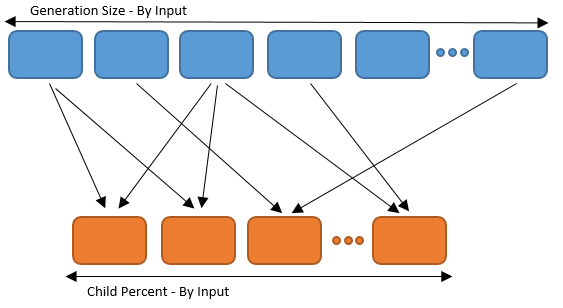 Generation Size - By Input
Child Percent - By Input